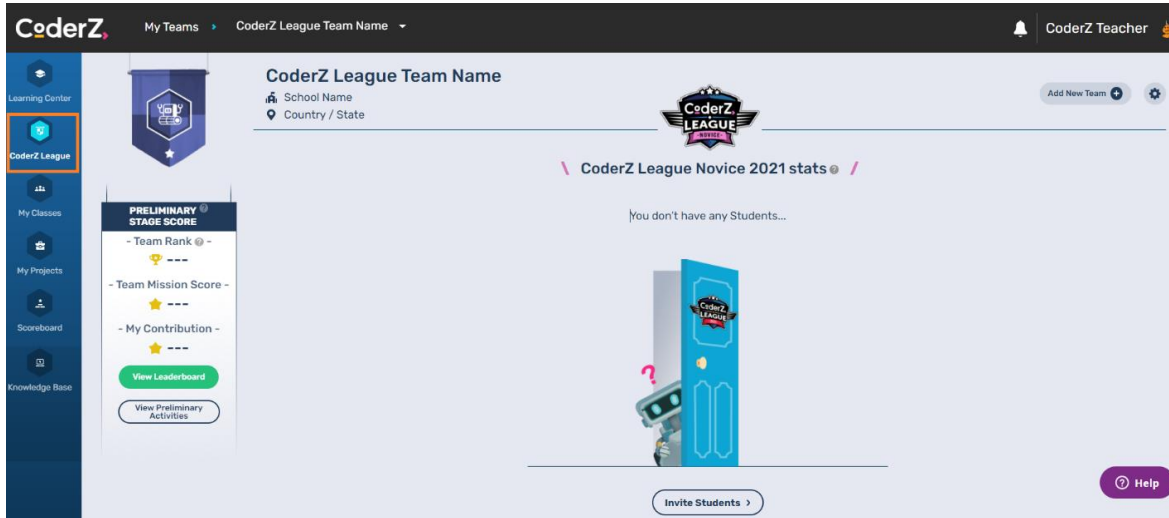 CoderZ
My Teams
CoderZ League Team Name
CoderZ Teacher
Learning Center
CoderZ League
My Classes
My Projects
Scoreboard
Knowledge Base
PRELIMINARY
STAGE SCORE
- Team Rank -
---
- Team Mission Score -
---
- My Contribution -
---
View Leaderboard
View Preliminary
Activities
CoderZ League Team Name
School Name
Country / State
CoderZ
LEAGUE
-NOVICE-
Add New Team
\ CoderZ League Novice 2021 stats /
You don't have any Students...
CoderZ
LEAGUE
?
Invite Students >
? Help